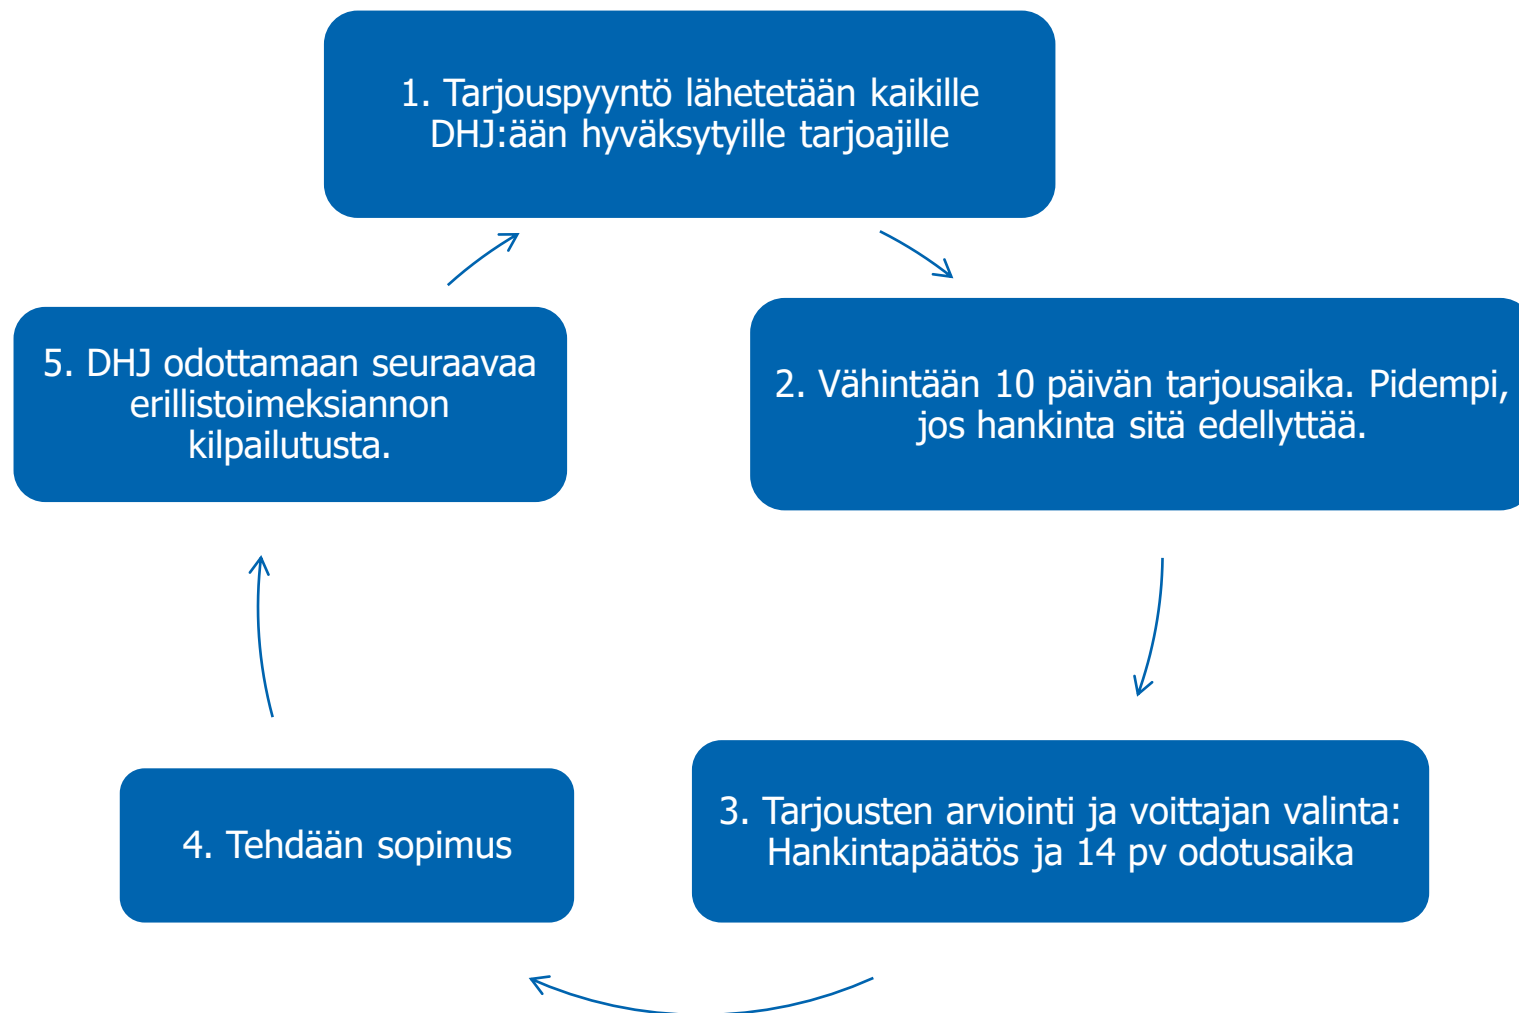 1. Tarjouspyyntö lähetetään kaikille
DHJ:ään hyväksytyille tarjoajille
2. Vähintään 10 päivän tarjousaika. Pidempi,
jos hankinta sitä edellyttää.
3. Tarjousten arviointi ja voittajan valinta:
Hankintapäätös ja 14 pv odotusaika
4. Tehdään sopimus
5. DHJ odottamaan seuraavaa
erillistoimeksiannon
kilpailutusta.